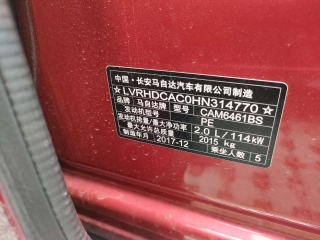 中国·长安马自达汽车有限公司制造
★LVRHDCAC0HN314770★
品牌 马自达牌 型号 CAM6461BS
发动机型号 PE
发动机排量/最大净功率 2.0 L/114kW
最大允许总质量 2015 kg
制造年月 2017-12 乘坐人数 5